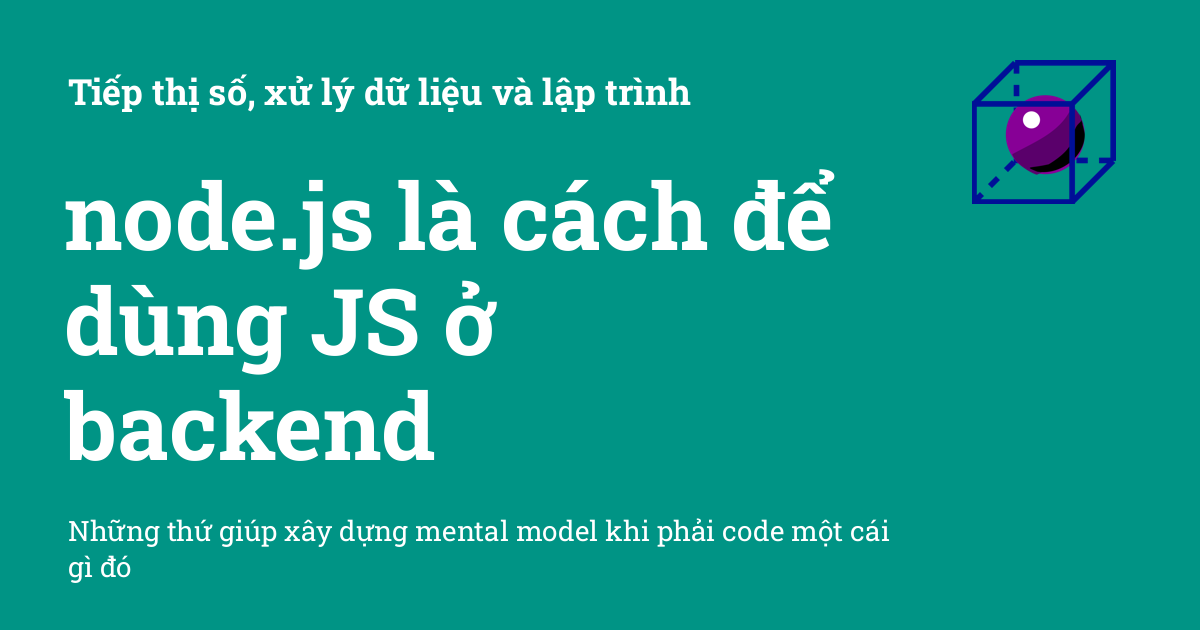 Tiếp thị số, xử lý dữ liệu và lập trình
node.js là cách để
dùng JS ở
backend
Những thứ giúp xây dựng mental model khi phải code một cái
gì đó